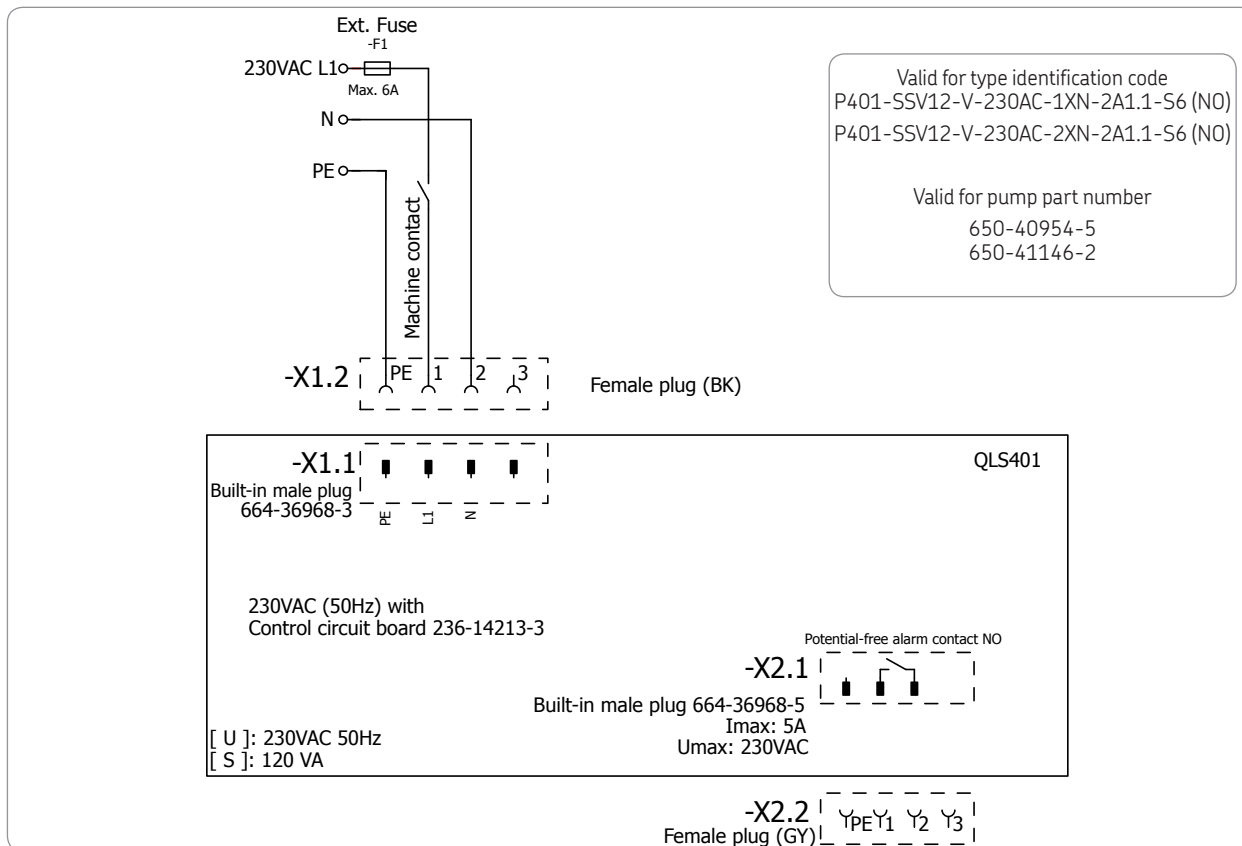 Ext. Fuse
-F1
230VAC L1
Max. 6A
N
PE
Machine contact
Valid for type identification code
P401-SSV12-V-230AC-1XN-2A1.1-S6 (NO)
P401-SSV12-V-230AC-2XN-2A1.1-S6 (NO)
Valid for pump part number
650-40954-5
650-41146-2
-X1.2
PE 1 2 3
Female plug (BK)
-X1.1
Built-in male plug
664-36968-3
PE L1 N
QLS401
230VAC (50Hz) with
Control circuit board 236-14213-3
Potential-free alarm contact NO
-X2.1
Built-in male plug 664-36968-5
Imax: 5A
Umax: 230VAC
[ U ]: 230VAC 50Hz
[ S ]: 120 VA
-X2.2
Female plug (GY)
PE 1 2 3